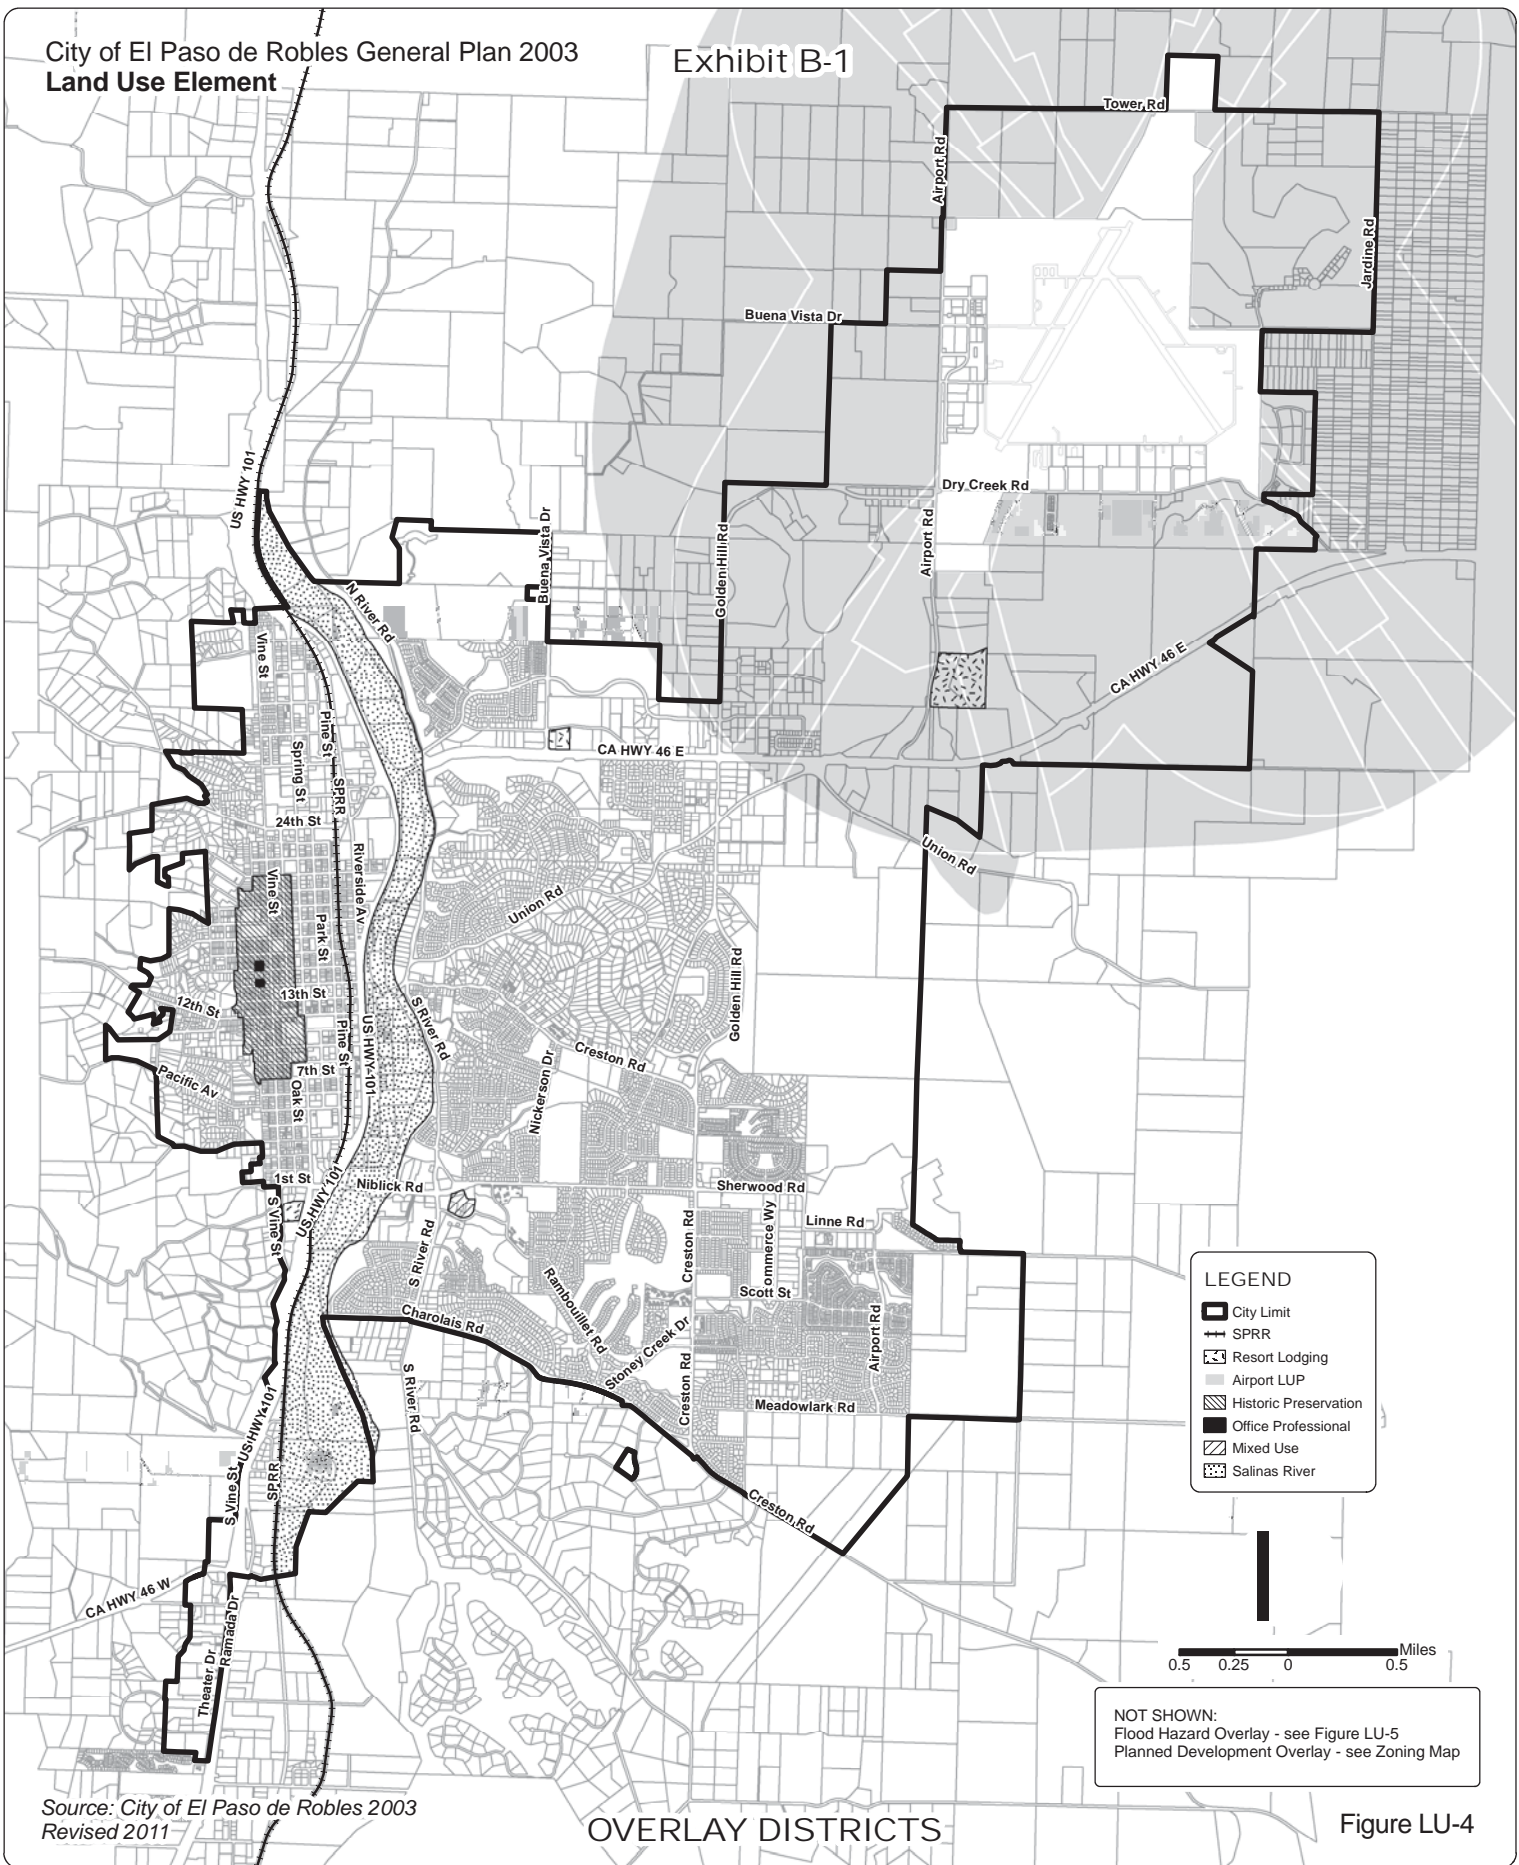 City of El Paso de Robles General Plan 2003
Land Use Element
Exhibit B-1
Tower Rd
Airport Rd
Jardine Rd
Buena Vista Dr
US HWY 101
Dry Creek Rd
Buena Vista Dr
Golden Hill Rd
Airport Rd
N River Rd
Vine St
CA HWY 46 E
Pine St
Spring St
SPRR
CA HWY 46 E
24th St
Riverside Av
Union Rd
Vine St
Union Rd
Park St
Golden Hill Rd
13th St
12th St
S River Rd
US HWY 101
Pine St
Creston Rd
Nickerson Dr
7th St
Pacific Av
Oak St
1st St
Niblick Rd
Sherwood Rd
US HWY 101
S Vine St
Linne Rd
Commerce Wy
Creston Rd
S River Rd
Scott St
Rambouillet Rd
Charolais Rd
Stoney Creek Dr
Airport Rd
S River Rd
Creston Rd
Meadowlark Rd
US HWY 101
S Vine St
SPRR
Creston Rd
CA HWY 46 W
Ramada Dr
Theater Dr
LEGEND
City Limit
SPRR
Resort Lodging
Airport LUP
Historic Preservation
Office Professional
Mixed Use
Salinas River
Miles
0.5 0.25 0 0.5
NOT SHOWN:
Flood Hazard Overlay - see Figure LU-5
Planned Development Overlay - see Zoning Map
Source: City of El Paso de Robles 2003
Revised 2011
OVERLAY DISTRICTS
Figure LU-4